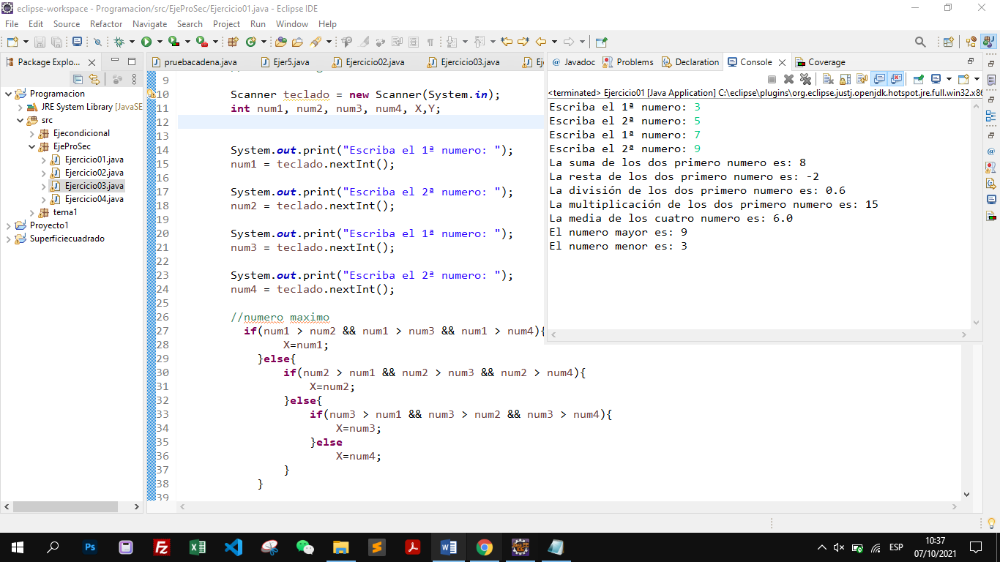 eclipse-workspace - Programacion/src/EjeProSec/Ejercicio01.java - Eclipse IDE
File Edit Source Refactor Navigate Search Project Run Window Help
Package Explo...
Programacion
JRE System Library [JavaSE
src
Ejecondicional
EjeProSec
Ejercicio01.java
Ejercicio02.java
Ejercicio03.java
Ejercicio04.java
tema1
Proyecto1
Superficiecuadrado
pruebacadena.java Ejer5.java Ejercicio02.java Ejercicio03.java Ej
9
10 Scanner teclado = new Scanner(System.in);
11 int num1, num2, num3, num4, X,Y;
12
13
14 System.out.print("Escriba el 1ª numero: ");
15 num1 = teclado.nextInt();
16
17 System.out.print("Escriba el 2ª numero: ");
18 num2 = teclado.nextInt();
19
20 System.out.print("Escriba el 1ª numero: ");
21 num3 = teclado.nextInt();
22
23 System.out.print("Escriba el 2ª numero: ");
24 num4 = teclado.nextInt();
25
26 //numero maximo
27 if(num1 > num2 && num1 > num3 && num1 > num4){
28 X=num1;
29 }else{
30 if(num2 > num1 && num2 > num3 && num2 > num4){
31 X=num2;
32 }else{
33 if(num3 > num1 && num3 > num2 && num3 > num4){
34 X=num3;
35 }else
36 X=num4;
37 }
38 }
39
Javadoc Problems Declaration Console Coverage
<terminated> Ejercicio01 [Java Application] C:\eclipse\plugins\org.eclipse.justj.openjdk.hotspot.jre.full.win32.x86
Escriba el 1ª numero: 3
Escriba el 2ª numero: 5
Escriba el 1ª numero: 7
Escriba el 2ª numero: 9
La suma de los dos primero numero es: 8
La resta de los dos primero numero es: -2
La división de los dos primero numero es: 0.6
La multiplicación de los dos primero numero es: 15
La media de los cuatro numero es: 6.0
El numero mayor es: 9
El numero menor es: 3
ESP
10:37
07/10/2021